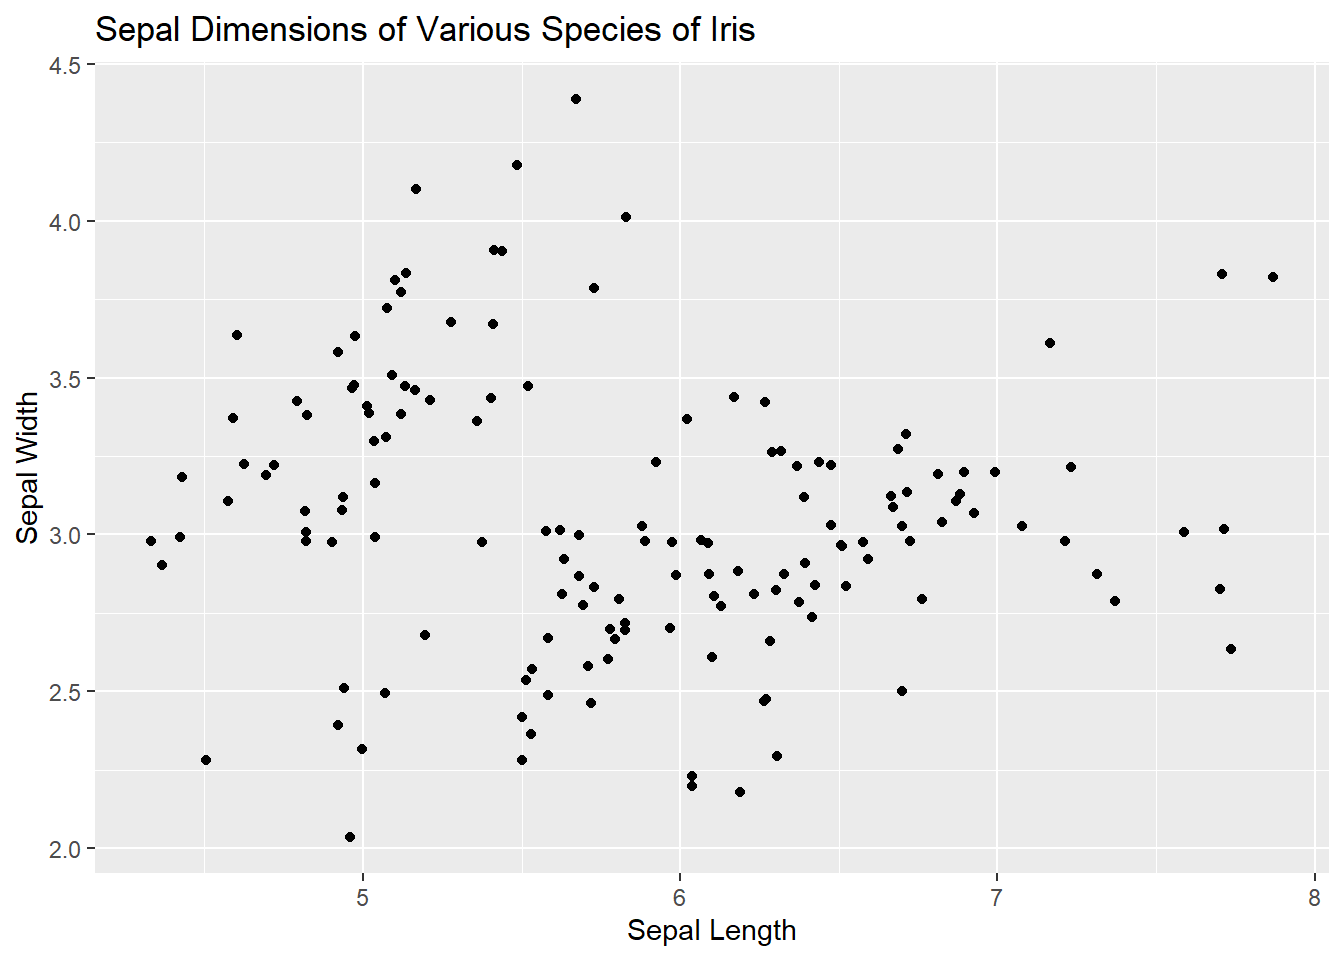 Sepal Dimensions of Various Species of Iris
4.5
4.0
3.5
3.0
2.5
2.0
Sepal Width
5 6 7 8
Sepal Length